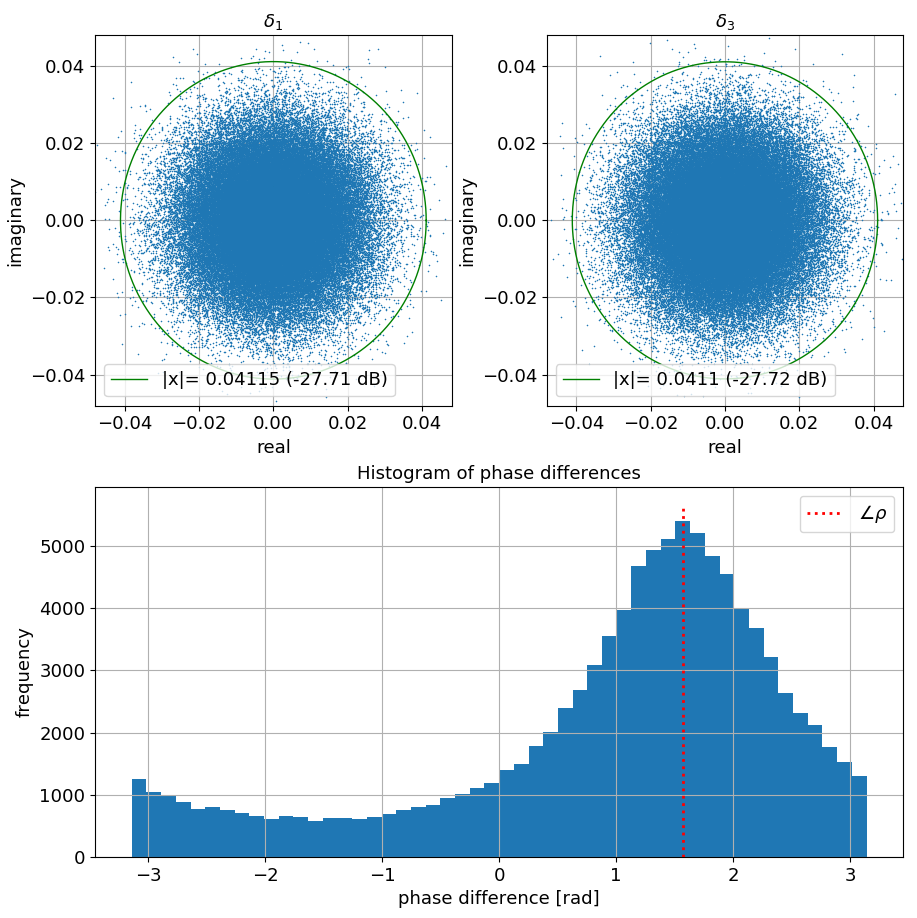 δ₁ δ₃
0.04 0.04
0.02 0.02
imaginary 0.00 imaginary 0.00
−0.02 −0.02
−0.04 |x|= 0.04115 (-27.71 dB) −0.04 |x|= 0.0411 (-27.72 dB)
−0.04 −0.02 0.00 0.02 0.04 −0.04 −0.02 0.00 0.02 0.04
real real
Histogram of phase differences
∠ρ
5000
4000
3000
frequency
2000
1000
0
−3 −2 −1 0 1 2 3
phase difference [rad]